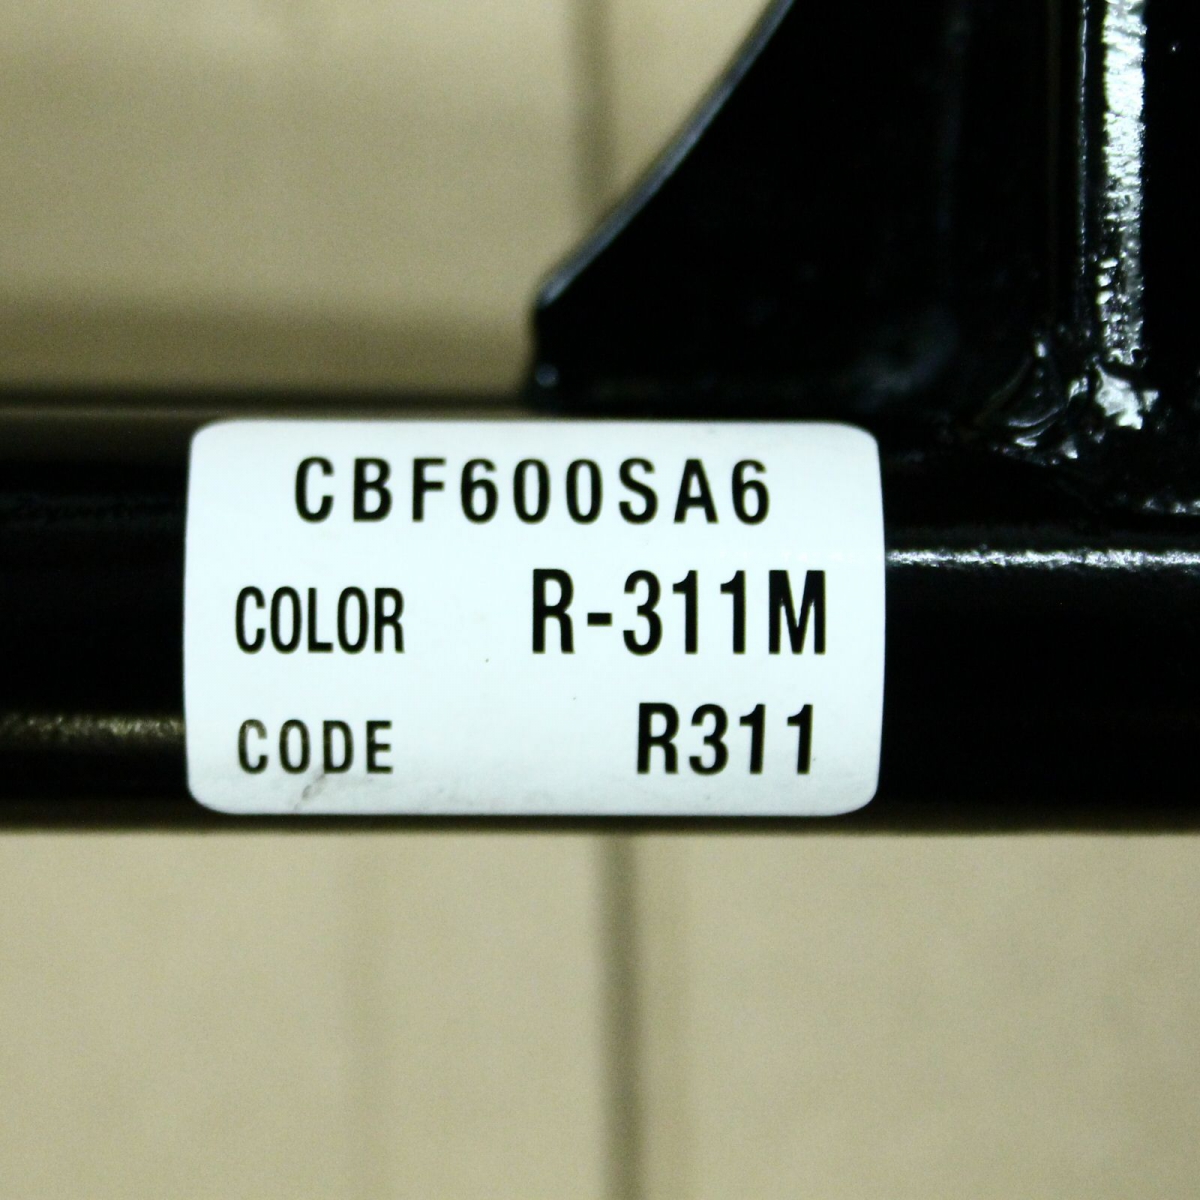 CBF600SA6
COLOR R-311M
CODE R311